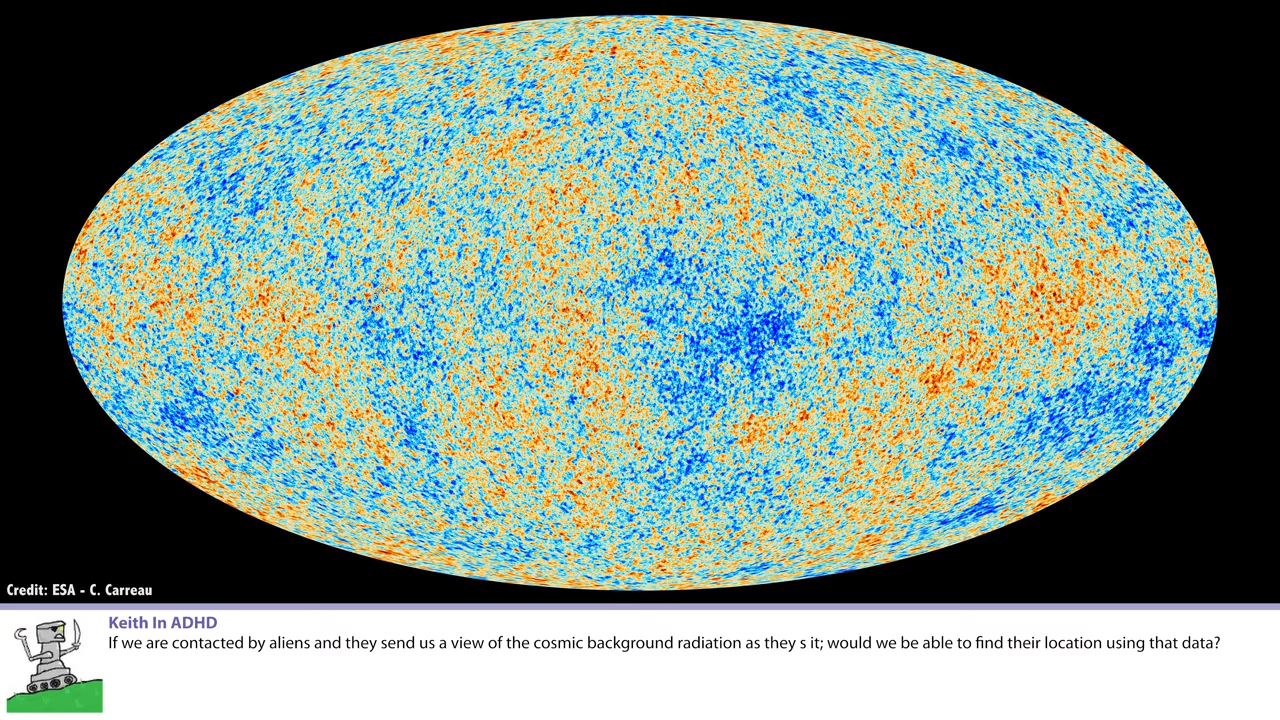 Credit: ESA - C. Carreau
Keith In ADHD
If we are contacted by aliens and they send us a view of the cosmic background radiation as they s it; would we be able to find their location using that data?